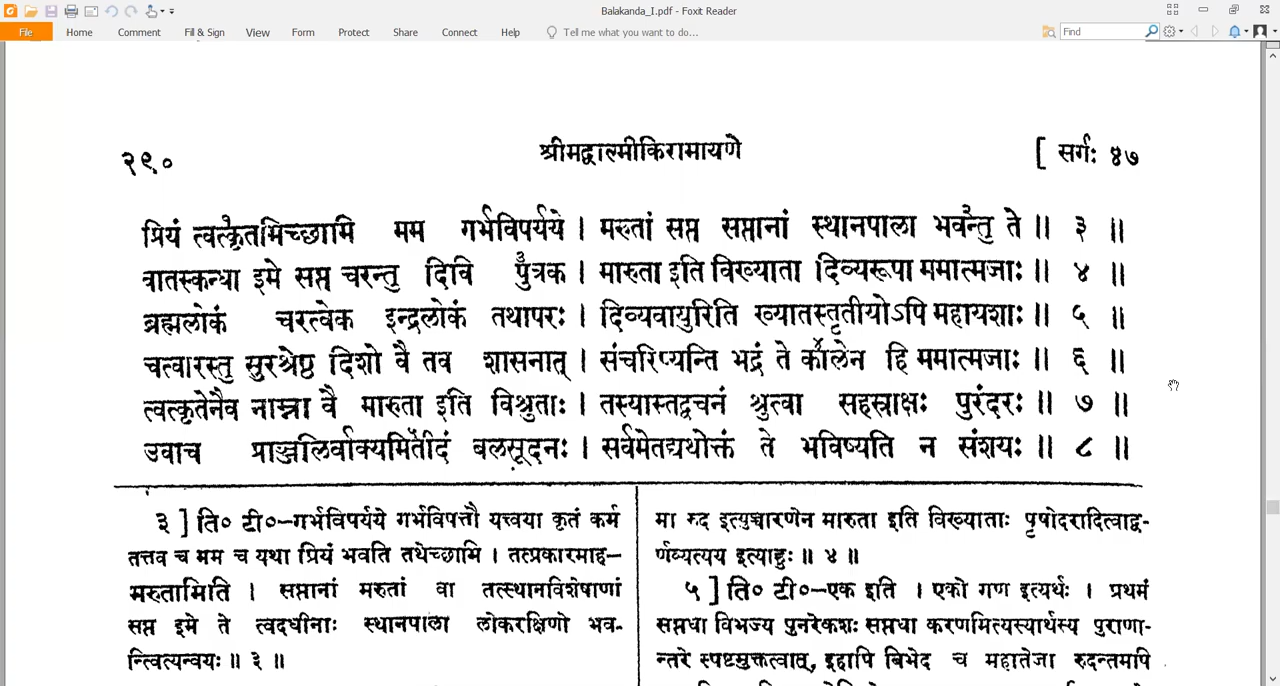 Balakanda_I.pdf - Foxit Reader
File Home Comment Fill & Sign View Form Protect Share Connect Help Tell me what you want to do... Find
२९० श्रीमद्वाल्मीकिरामायणे [ सर्गः ४७
प्रियं त्वत्कृतमिच्छामि मम गर्भविपर्यये । मरुतां सप्त सप्तानां स्थानपाला भवन्तु ते ॥ ३ ॥
वातस्कन्धा इमे सप्त चरन्तु दिवि पुत्रक । मारुता इति विख्याता दिव्यरूपा ममात्मजाः ॥ ४ ॥
ब्रह्मलोकं चरत्वेक इन्द्रलोकं तथापरः । दिव्यवायुरिति ख्यातस्तृतीयोऽपि महायशाः ॥ ५ ॥
चत्वारस्तु सुरश्रेष्ठ दिशो वै तव शासनात् । संचरिष्यन्ति भद्रं ते कालेन हि ममात्मजाः ॥ ६ ॥
त्वत्कृतेनैव नाम्ना वै मारुता इति विश्रुताः । तस्यास्तद्वचनं श्रुत्वा सहस्राक्षः पुरंदरः ॥ ७ ॥
उवाच प्राञ्जलिर्वाक्यमितीदं बलसूदनः । सर्वमेतद्यथोक्तं ते भविष्यति न संशयः ॥ ८ ॥
३ ] ति० टी०-गर्भविपर्यये गर्भविपत्तौ यत्त्वया कृतं कर्म
तत्तव च मम च यथा प्रियं भवति तथेच्छामि । तत्प्रकारमाह-
मरुतामिति । सप्तानां मरुतां वा तत्स्थानविशेषाणां
सप्त इमे ते त्वदधीनाः स्थानपाला लोकरक्षिणो भव-
न्त्वित्यन्वयः ॥ ३ ॥
मा रुद इत्युच्चारणेन मारुता इति विख्याताः पृषोदरादित्वाद्व-
र्णव्यत्यय इत्याहुः ॥ ४ ॥
५ ] ति० टी०-एक इति । एको गण इत्यर्थः । प्रथमं
सप्तधा विभज्य पुनरेकशः सप्तधा करणमित्यस्यार्थस्य पुराणा-
न्तरे स्पष्टमुक्तत्वात्, इहापि बिभेद च महातेजा रुदन्तमपि